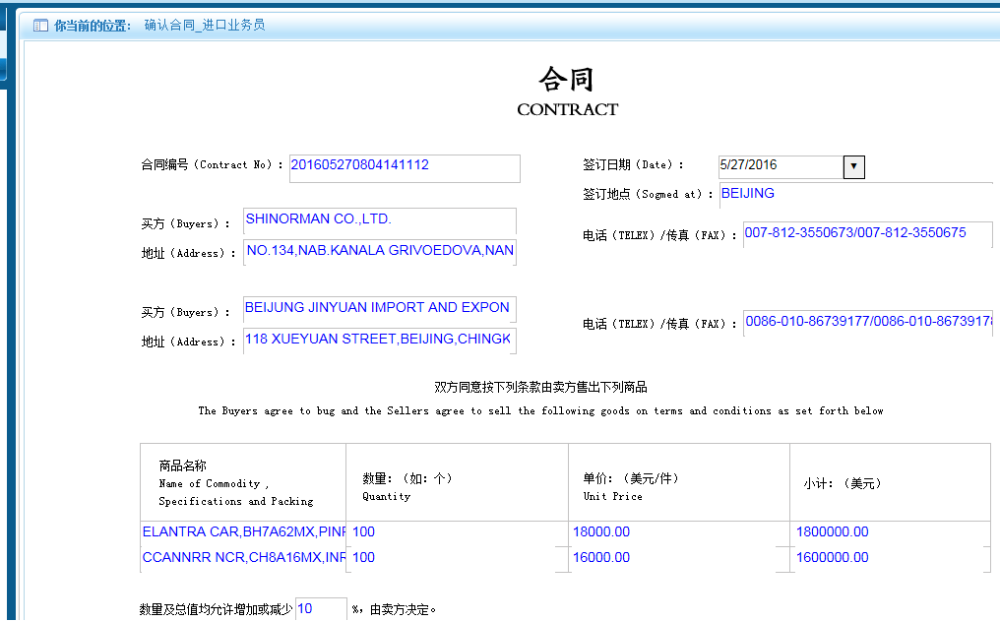 你当前的位置： 确认合同_进口业务员
合同
CONTRACT
合同编号（Contract No）： 201605270804141112
签订日期（Date）： 5/27/2016
签订地点（Sogmed at）： BEIJING
买方（Buyers）： SHINORMAN CO.,LTD.
电话（TELEX）/传真（FAX）： 007-812-3550673/007-812-3550675
地址（Address）： NO.134,NAB.KANALA GRIVOEDOVA,NAN
买方（Buyers）： BEIJUNG JINYUAN IMPORT AND EXPON
电话（TELEX）/传真（FAX）： 0086-010-86739177/0086-010-86739178
地址（Address）： 118 XUEYUAN STREET,BEIJING,CHINGK
双方同意按下列条款由卖方售出下列商品
The Buyers agree to bug and the Sellers agree to sell the following goods on terms and conditions as set forth below
商品名称
Name of Commodity ,
Specifications and Packing
数量：（如：个）
Quantity
单价：（美元/件）
Unit Price
小计：（美元）
ELANTRA CAR,BH7A62MX,PINF 100 18000.00 1800000.00
CCANNRR NCR,CH8A16MX,INF 100 16000.00 1600000.00
数量及总值均允许增加或减少 10 %，由卖方决定。